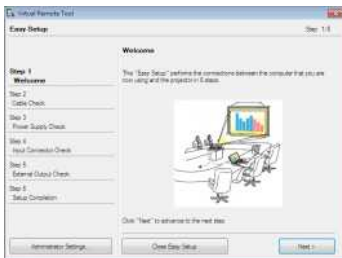 Virtual Remote Tool
Easy Setup
Step 1/6
Welcome
Step 1
Welcome
This "Easy Setup" performs the connections between the computer that you are
now using and the projector in 6 steps.
Step 2
Cable Check
Step 3
Power Supply Check
Step 4
Input Connector Check
Step 5
External Output Check
Step 6
Setup Completion
Click "Next" to advance to the next step.
Administrator Settings...
Close Easy Setup
Next >